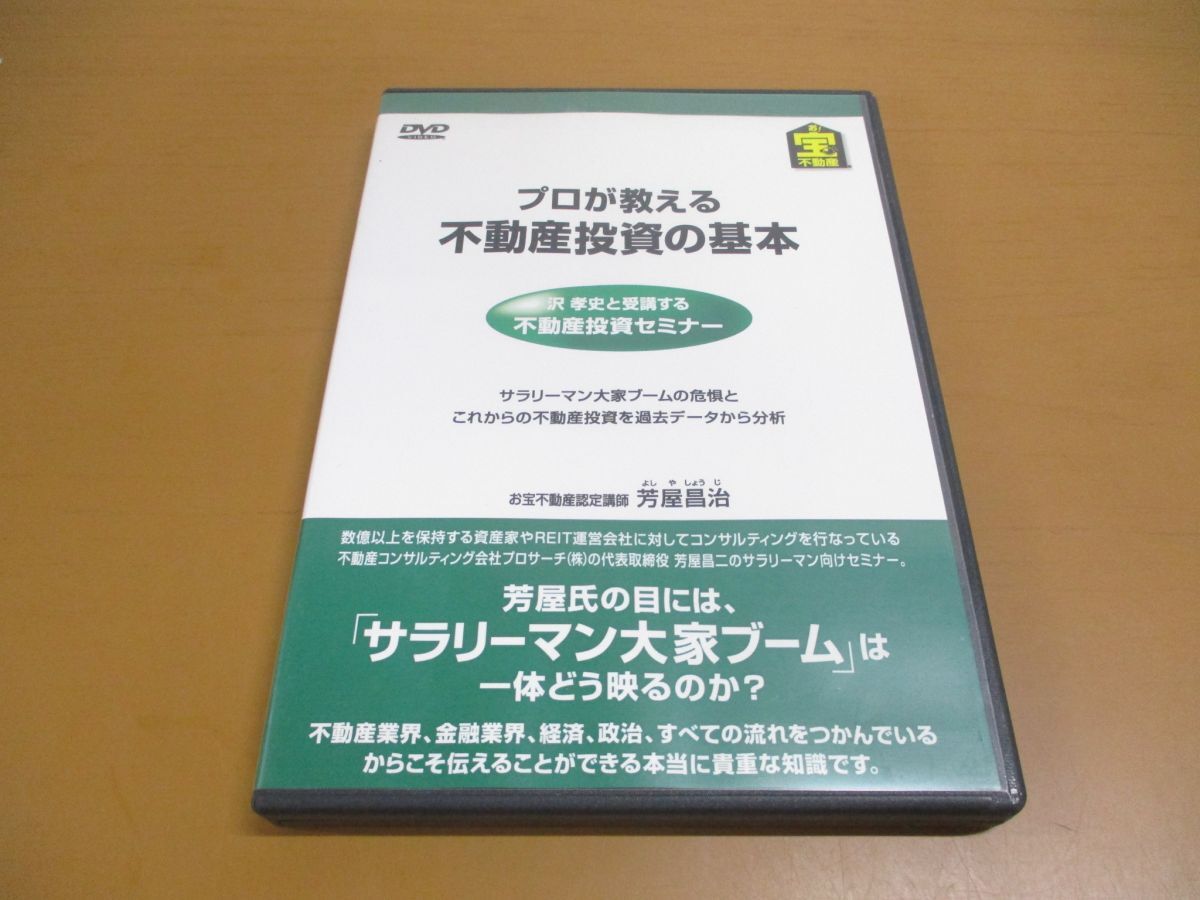 DVD
VIDEO
お!
宝
不動産
プロが教える
不動産投資の基本
沢 孝史と受講する
不動産投資セミナー
サラリーマン大家ブームの危惧と
これからの不動産投資を過去データから分析
よし や しょう じ
お宝不動産認定講師 芳屋昌治
数億以上を保持する資産家やREIT運営会社に対してコンサルティングを行なっている
不動産コンサルティング会社プロサーチ(株)の代表取締役 芳屋昌二のサラリーマン向けセミナー。
芳屋氏の目には、
「サラリーマン大家ブーム」は
一体どう映るのか?
不動産業界、金融業界、経済、政治、すべての流れをつかんでいる
からこそ伝えることができる本当に貴重な知識です。